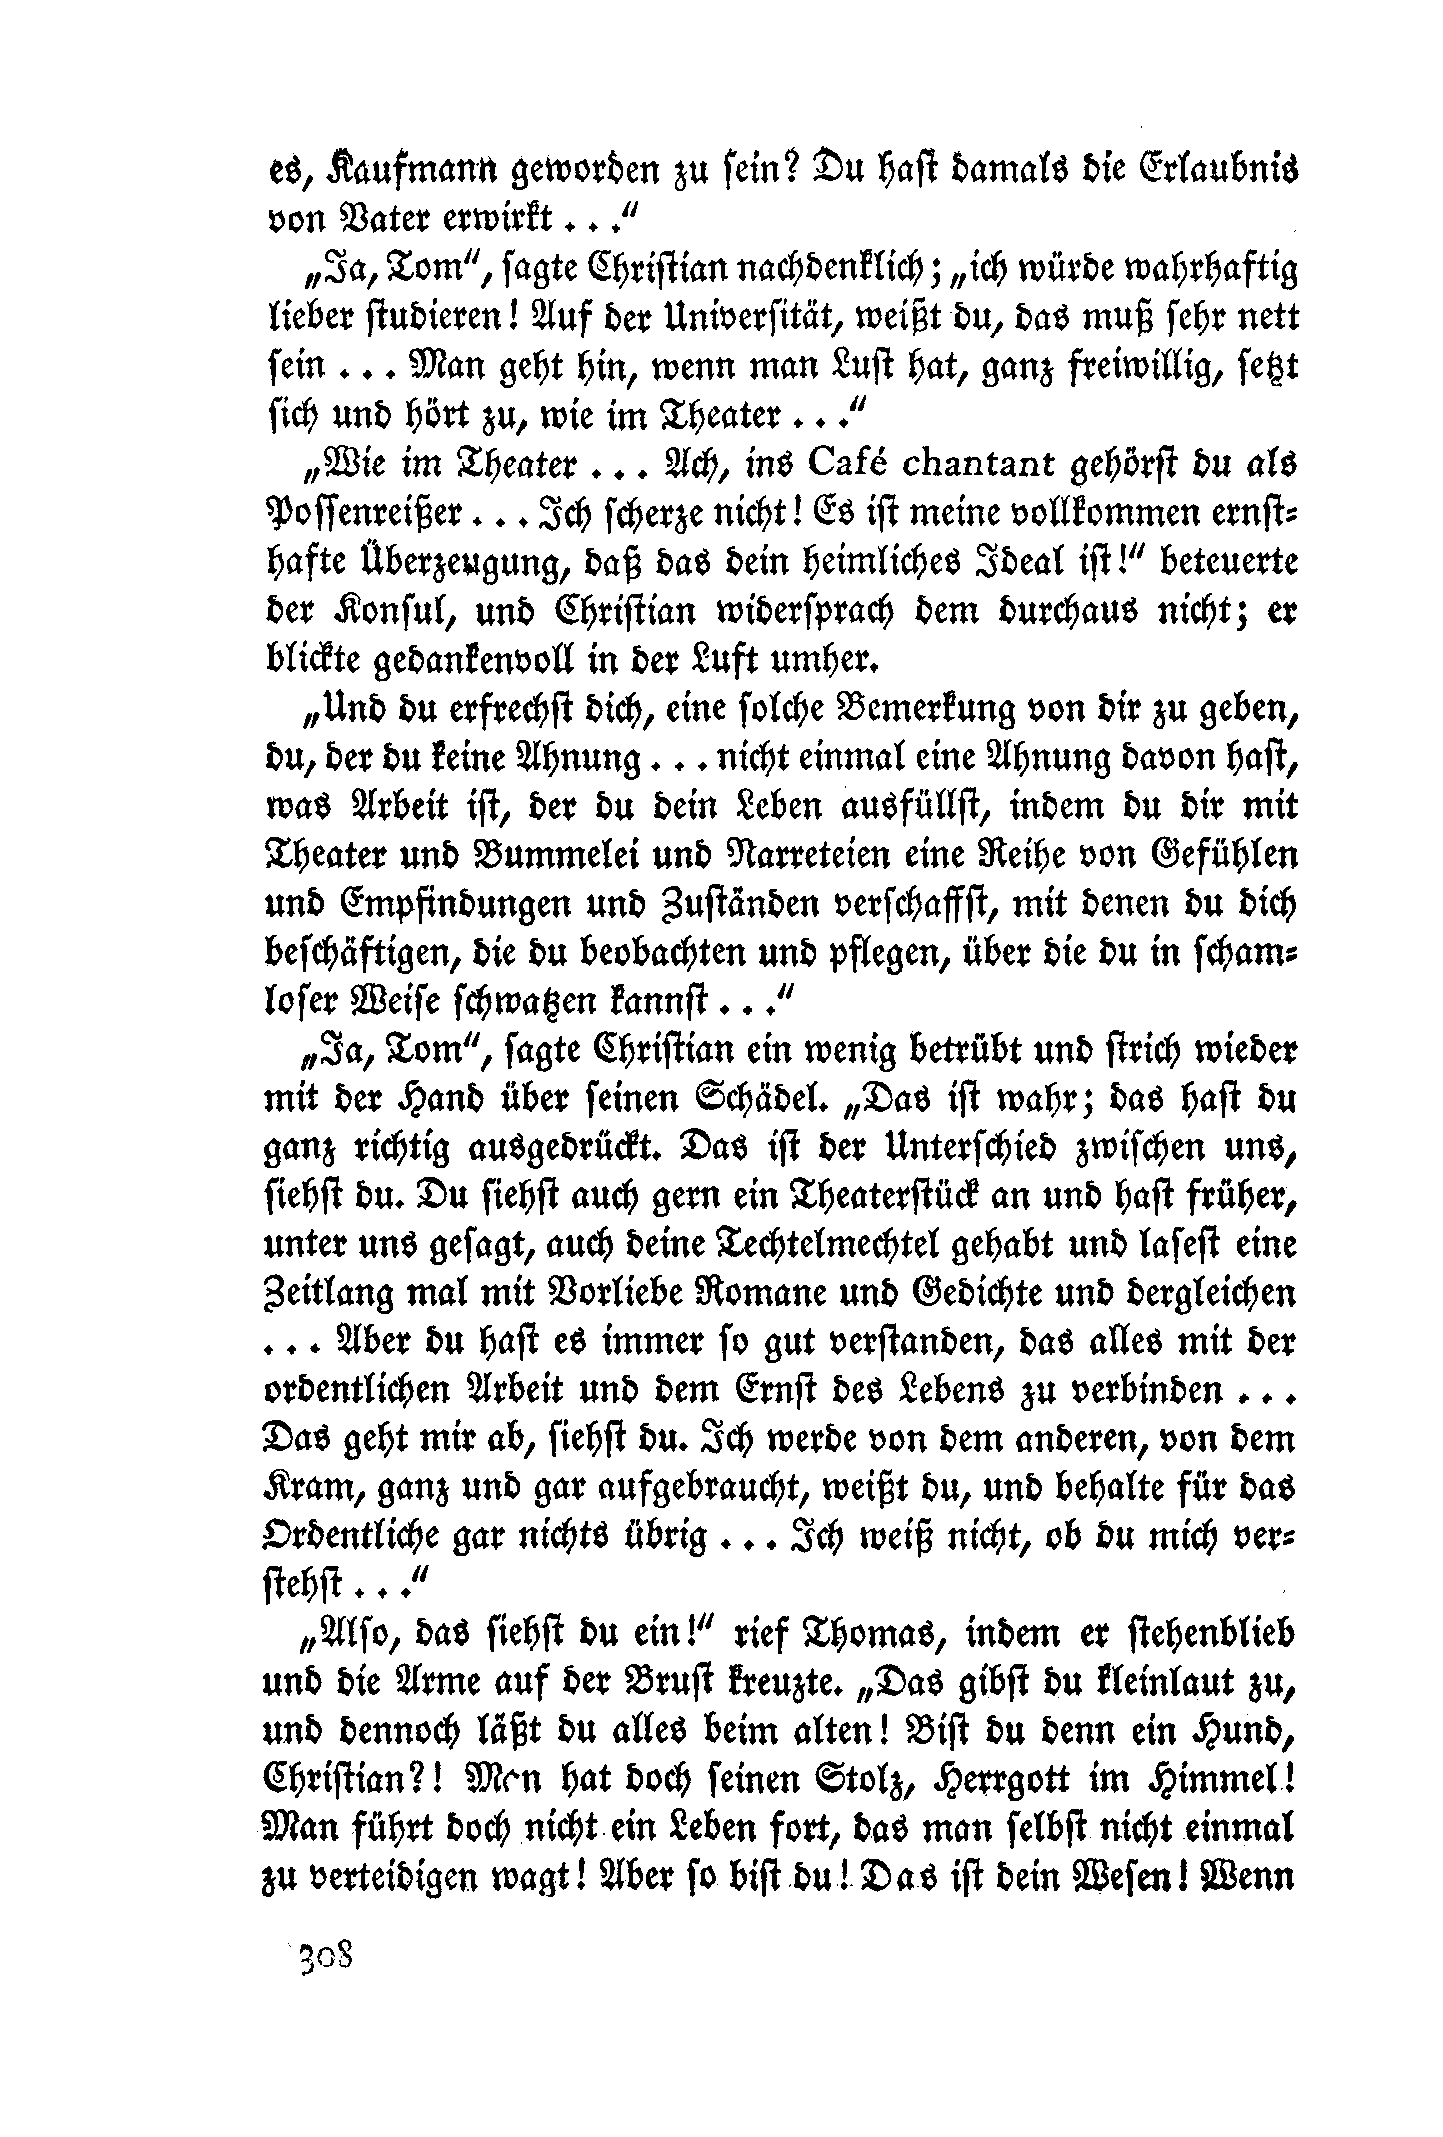 es, Kaufmann geworden zu sein? Du hast damals die Erlaubnis
von Vater erwirkt . . .“
„Ja, Tom“, sagte Christian nachdenklich; „ich würde wahrhaftig
lieber studieren! Auf der Universität, weißt du, das muß sehr nett
sein . . . Man geht hin, wenn man Lust hat, ganz freiwillig, setzt
sich und hört zu, wie im Theater . . .“
„Wie im Theater . . . Ach, ins Café chantant gehörst du als
Possenreißer . . . Ich scherze nicht! Es ist meine vollkommen ernst-
hafte Überzeugung, daß das dein heimliches Ideal ist!“ beteuerte
der Konsul, und Christian widersprach dem durchaus nicht; er
blickte gedankenvoll in der Luft umher.
„Und du erfrechst dich, eine solche Bemerkung von dir zu geben,
du, der du keine Ahnung . . . nicht einmal eine Ahnung davon hast,
was Arbeit ist, der du dein Leben ausfüllst, indem du dir mit
Theater und Bummelei und Narreteien eine Reihe von Gefühlen
und Empfindungen und Zuständen verschaffst, mit denen du dich
beschäftigen, die du beobachten und pflegen, über die du in scham-
loser Weise schwatzen kannst . . .“
„Ja, Tom“, sagte Christian ein wenig betrübt und strich wieder
mit der Hand über seinen Schädel. „Das ist wahr; das hast du
ganz richtig ausgedrückt. Das ist der Unterschied zwischen uns,
siehst du. Du siehst auch gern ein Theaterstück an und hast früher,
unter uns gesagt, auch deine Techtelmechtel gehabt und lasest eine
Zeitlang mal mit Vorliebe Romane und Gedichte und dergleichen
. . . Aber du hast es immer so gut verstanden, das alles mit der
ordentlichen Arbeit und dem Ernst des Lebens zu verbinden . . .
Das geht mir ab, siehst du. Ich werde von dem anderen, von dem
Kram, ganz und gar aufgebraucht, weißt du, und behalte für das
Ordentliche gar nichts übrig . . . Ich weiß nicht, ob du mich ver-
stehst . . .“
„Also, das siehst du ein!“ rief Thomas, indem er stehenblieb
und die Arme auf der Brust kreuzte. „Das gibst du kleinlaut zu,
und dennoch läßt du alles beim alten! Bist du denn ein Hund,
Christian?! Man hat doch seinen Stolz, Herrgott im Himmel!
Man führt doch nicht ein Leben fort, das man selbst nicht einmal
zu verteidigen wagt! Aber so bist du! Das ist dein Wesen! Wenn
308